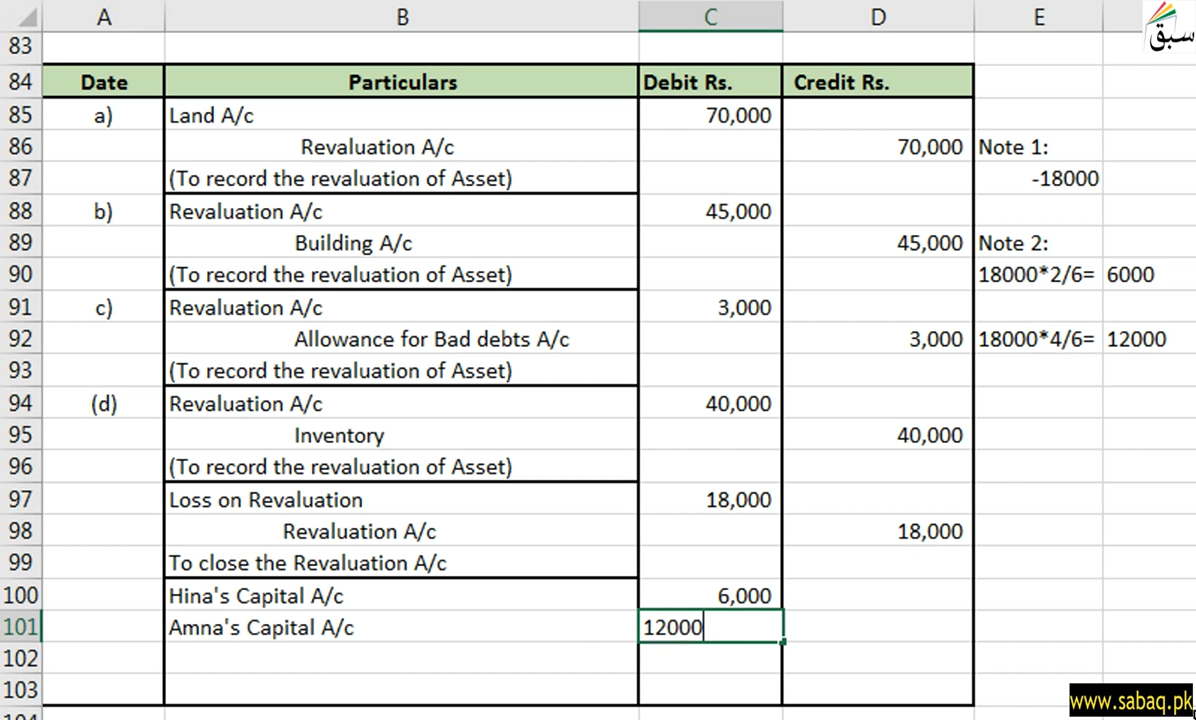 A B C D E
سبق
83
84 Date Particulars Debit Rs. Credit Rs.
85 a) Land A/c 70,000
86 Revaluation A/c 70,000 Note 1:
87 (To record the revaluation of Asset) -18000
88 b) Revaluation A/c 45,000
89 Building A/c 45,000 Note 2:
90 (To record the revaluation of Asset) 18000*2/6= 6000
91 c) Revaluation A/c 3,000
92 Allowance for Bad debts A/c 3,000 18000*4/6= 12000
93 (To record the revaluation of Asset)
94 (d) Revaluation A/c 40,000
95 Inventory 40,000
96 (To record the revaluation of Asset)
97 Loss on Revaluation 18,000
98 Revaluation A/c 18,000
99 To close the Revaluation A/c
100 Hina's Capital A/c 6,000
101 Amna's Capital A/c 12000
102
103
www.sabaq.pk